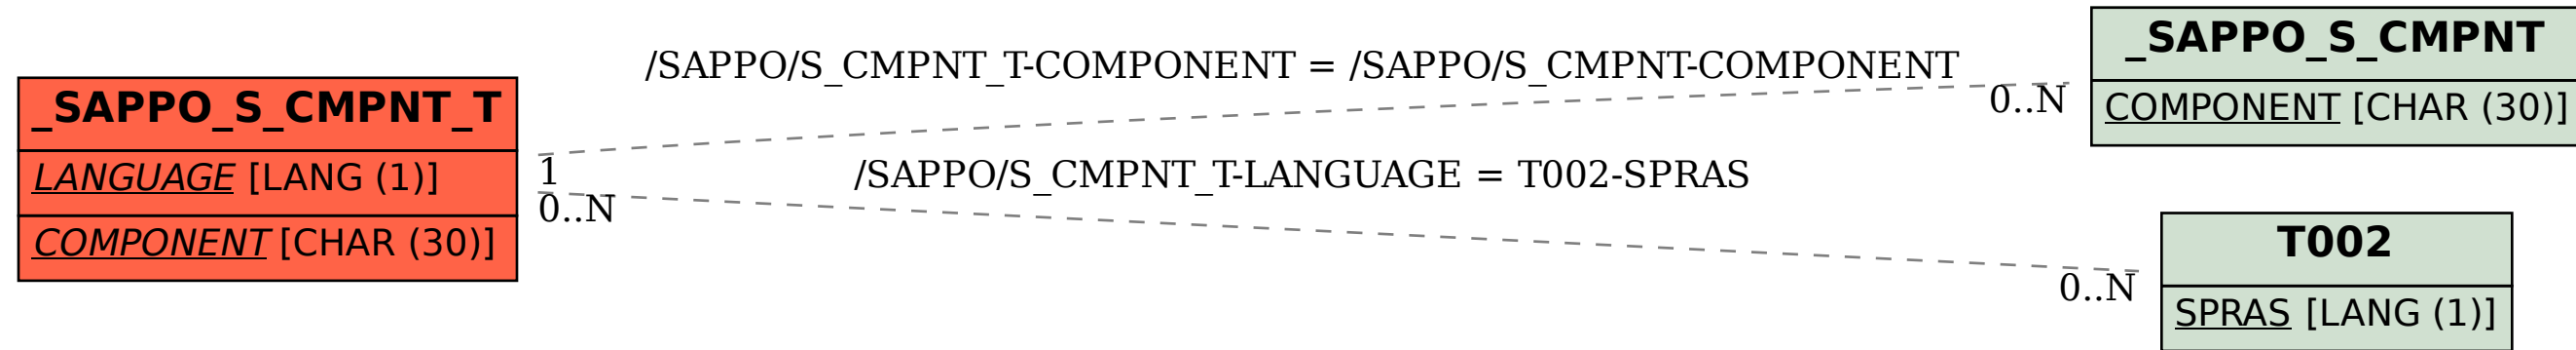 _SAPPO_S_CMPNT_T
LANGUAGE [LANG (1)]
COMPONENT [CHAR (30)]
/SAPPO/S_CMPNT_T-COMPONENT = /SAPPO/S_CMPNT-COMPONENT
1
0..N
/SAPPO/S_CMPNT_T-LANGUAGE = T002-SPRAS
0..N
0..N
_SAPPO_S_CMPNT
COMPONENT [CHAR (30)]
T002
SPRAS [LANG (1)]